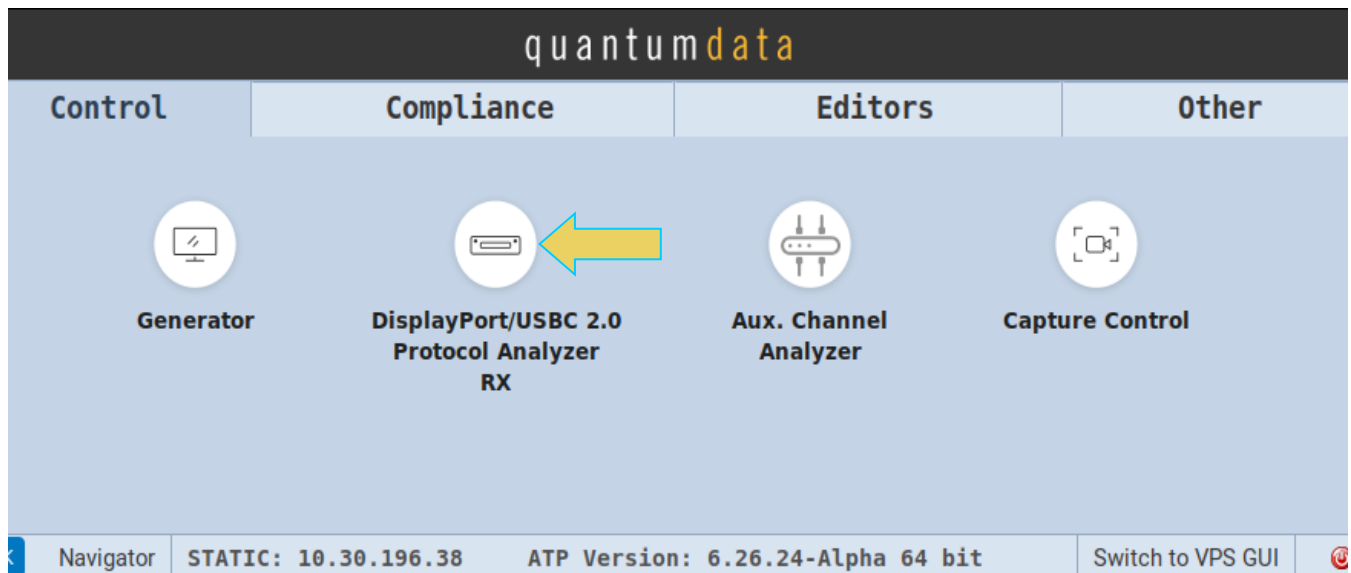 quantumdata
Control Compliance Editors Other
Generator
DisplayPort/USBC 2.0
Protocol Analyzer
RX
Aux. Channel
Analyzer
Capture Control
Navigator STATIC: 10.30.196.38 ATP Version: 6.26.24-Alpha 64 bit Switch to VPS GUI